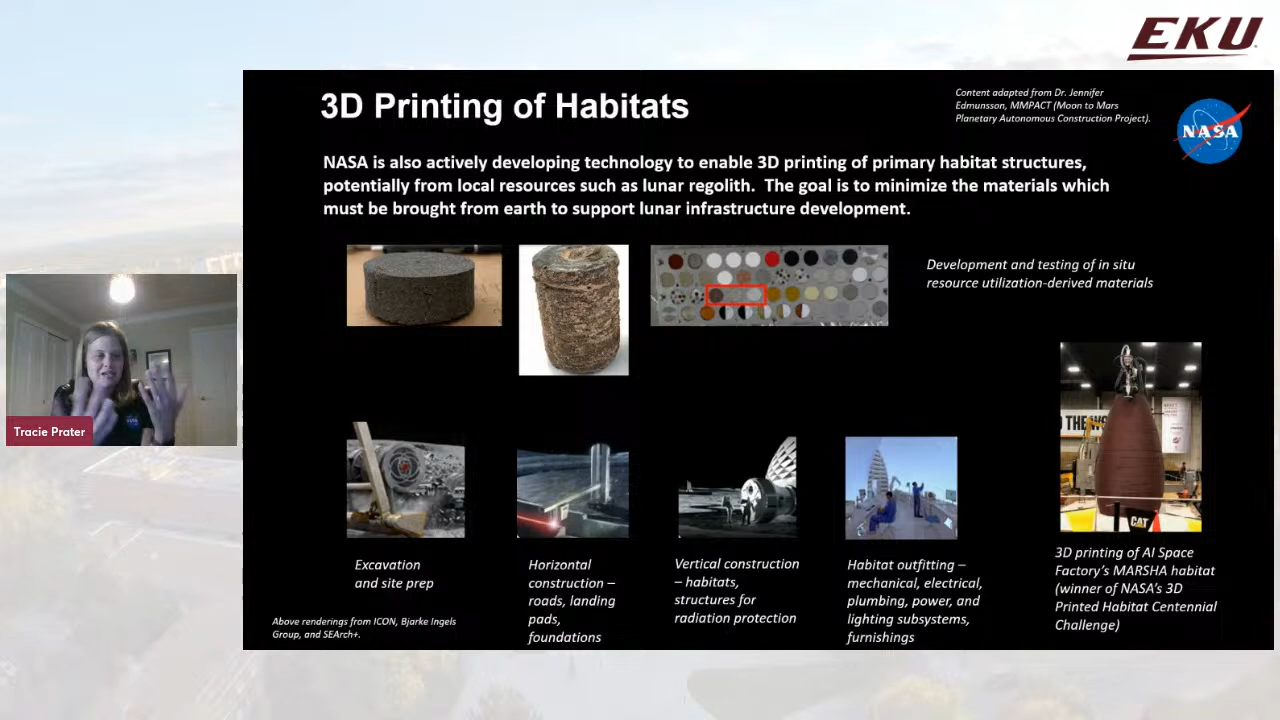 EKU
3D Printing of Habitats
Content adapted from Dr. Jennifer
Edmunsson, MMPACT (Moon to Mars
Planetary Autonomous Construction Project).
NASA
NASA is also actively developing technology to enable 3D printing of primary habitat structures,
potentially from local resources such as lunar regolith. The goal is to minimize the materials which
must be brought from earth to support lunar infrastructure development.
Development and testing of in situ
resource utilization-derived materials
Tracie Prater
CAT
Excavation
and site prep
Horizontal
construction –
roads, landing
pads,
foundations
Vertical construction
– habitats,
structures for
radiation protection
Habitat outfitting –
mechanical, electrical,
plumbing, power, and
lighting subsystems,
furnishings
3D printing of AI Space
Factory's MARSHA habitat
(winner of NASA's 3D
Printed Habitat Centennial
Challenge)
Above renderings from ICON, Bjarke Ingels
Group, and SEArch+.